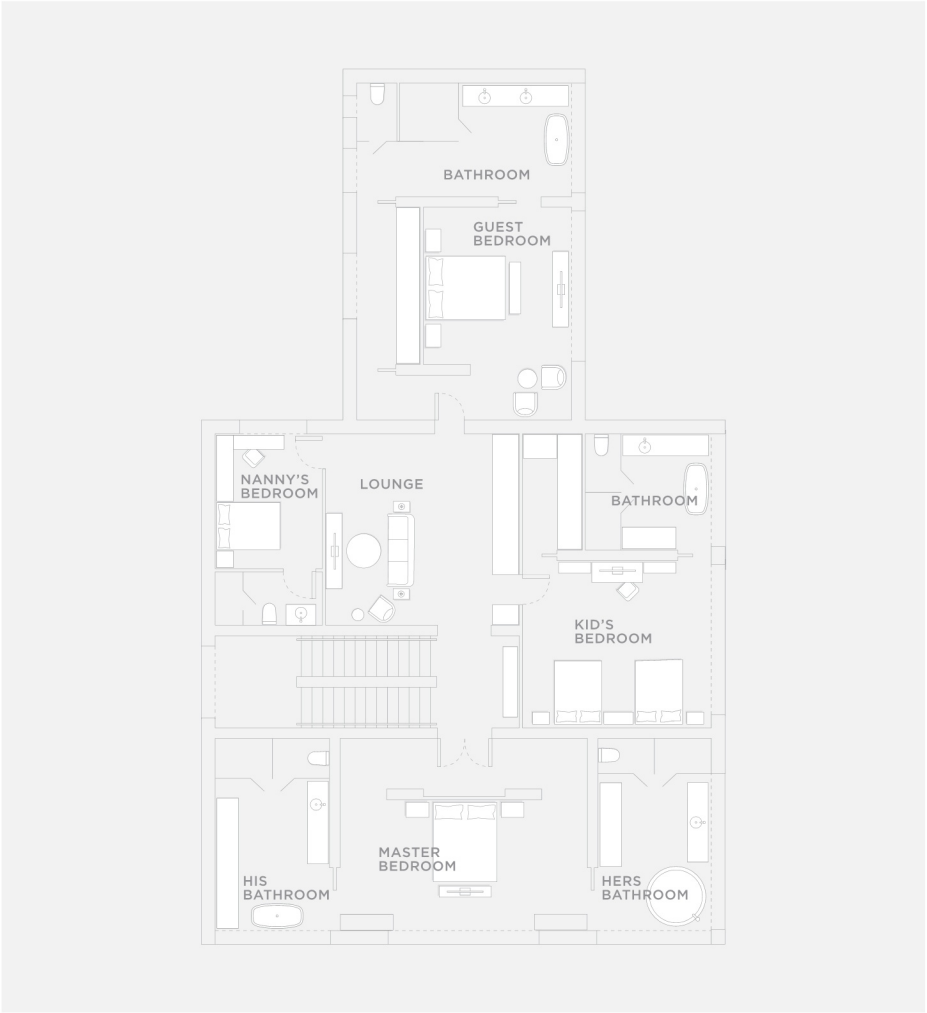 BATHROOM
GUEST
BEDROOM
NANNY'S
BEDROOM
LOUNGE
BATHROOM
KID'S
BEDROOM
MASTER
BEDROOM
HIS
BATHROOM
HERS
BATHROOM